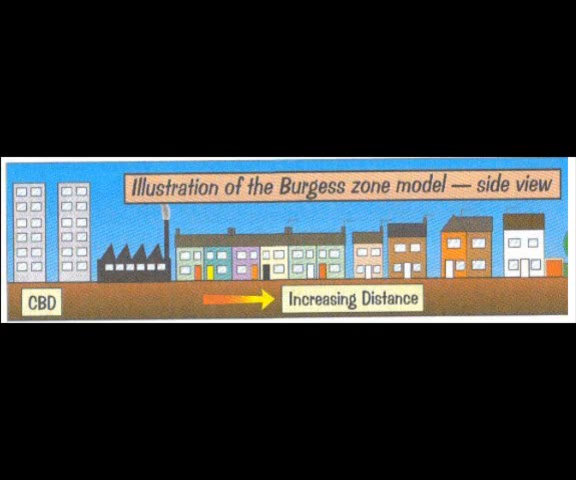 Illustration of the Burgess zone model — side view
CBD
Increasing Distance